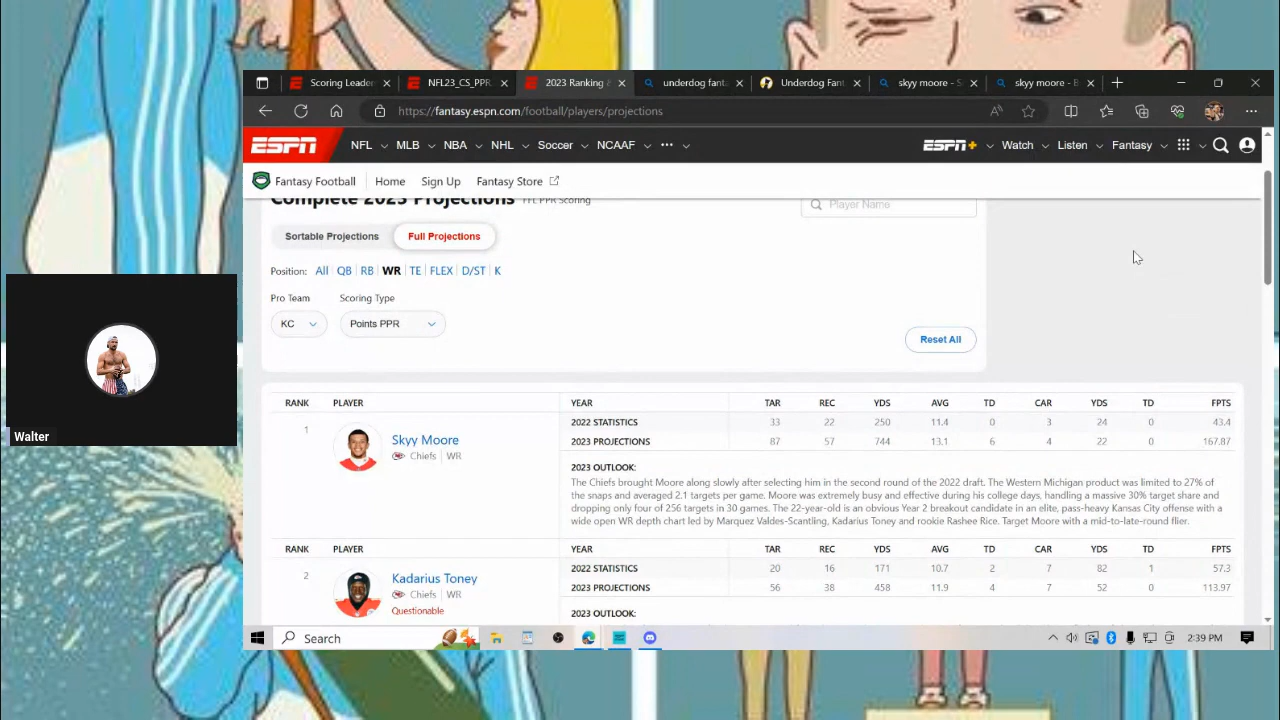 Scoring Leader
NFL23_CS_PPR
2023 Ranking &
underdog fanta
Underdog Fant
skyy moore - S
skyy moore - B
https://fantasy.espn.com/football/players/projections
ESPN NFL MLB NBA NHL Soccer NCAAF ••• ESPN+ Watch Listen Fantasy
Fantasy Football Home Sign Up Fantasy Store
Complete 2023 Projections FFL PPR Scoring
Player Name
Sortable Projections Full Projections
Position: All QB RB WR TE FLEX D/ST K
Pro Team Scoring Type
KC Points PPR
Reset All
RANK PLAYER YEAR TAR REC YDS AVG TD CAR YDS TD FPTS
1 Skyy Moore Chiefs WR
2022 STATISTICS 33 22 250 11.4 0 3 24 0 43.4
2023 PROJECTIONS 87 57 744 13.1 6 4 22 0 167.87
2023 OUTLOOK:
The Chiefs brought Moore along slowly after selecting him in the second round of the 2022 draft. The Western Michigan product was limited to 27% of
the snaps and averaged 2.1 targets per game. Moore was extremely busy and effective during his college days, handling a massive 30% target share and
dropping only four of 256 targets in 30 games. The 22-year-old is an obvious Year 2 breakout candidate in an elite, pass-heavy Kansas City offense with a
wide open WR depth chart led by Marquez Valdes-Scantling, Kadarius Toney and rookie Rashee Rice. Target Moore with a mid-to-late-round flier.
RANK PLAYER YEAR TAR REC YDS AVG TD CAR YDS TD FPTS
2 Kadarius Toney Chiefs WR
Questionable
2022 STATISTICS 20 16 171 10.7 2 7 82 1 57.3
2023 PROJECTIONS 56 38 458 11.9 4 7 52 0 113.97
2023 OUTLOOK:
Walter
Search
2:39 PM